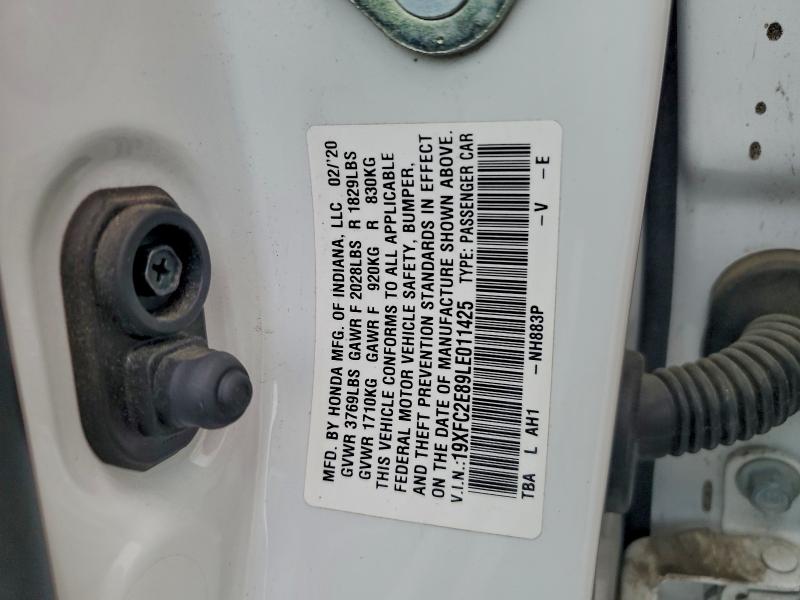 MFD. BY HONDA MFG. OF INDIANA, LLC 02/'20
GVWR 3769LBS GAWR F 2028LBS R 1829LBS
GVWR 1710KG GAWR F 920KG R 830KG
THIS VEHICLE CONFORMS TO ALL APPLICABLE
FEDERAL MOTOR VEHICLE SAFETY, BUMPER,
AND THEFT PREVENTION STANDARDS IN EFFECT
ON THE DATE OF MANUFACTURE SHOWN ABOVE.
V.I.N.:19XFC2E89LE011425 TYPE: PASSENGER CAR
TBA L AH1 -NH883P -V -E